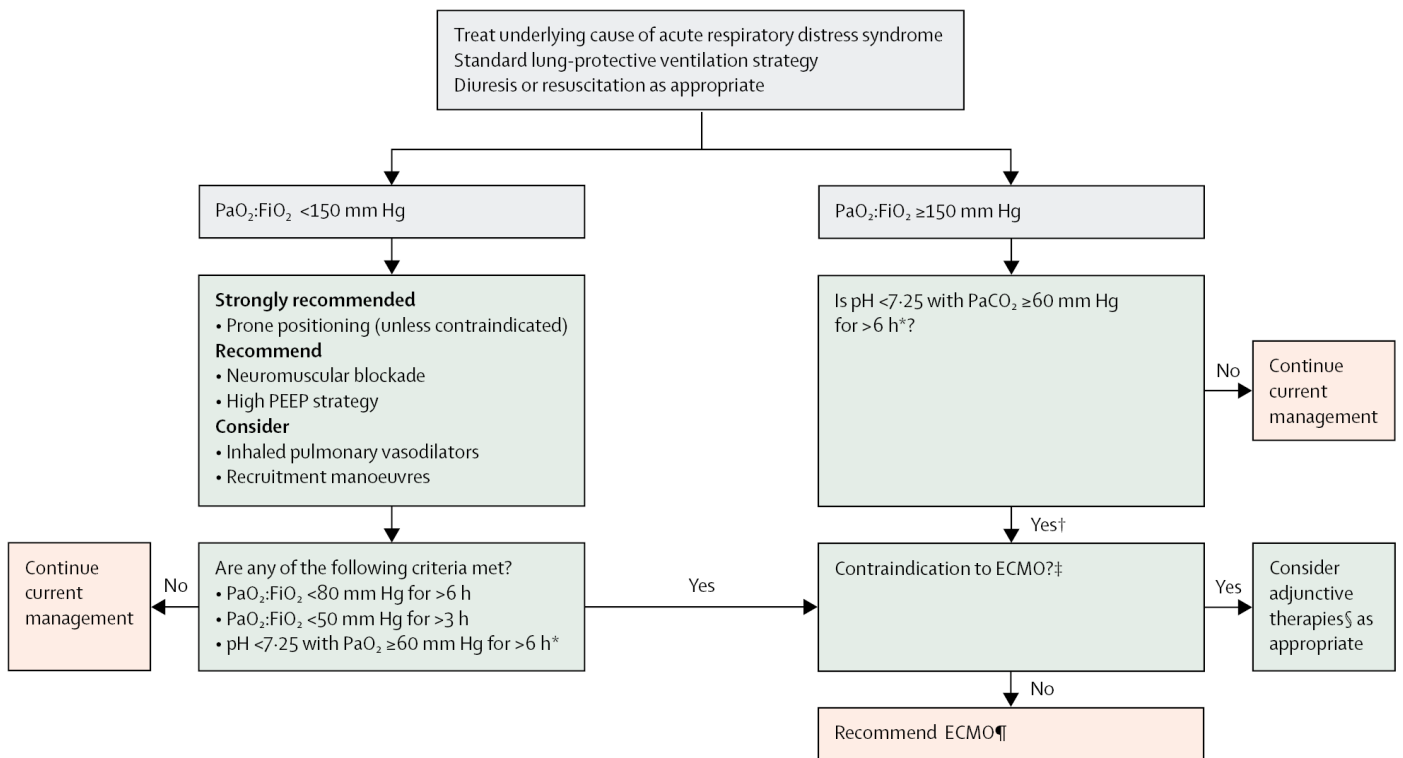 Treat underlying cause of acute respiratory distress syndrome
Standard lung-protective ventilation strategy
Diuresis or resuscitation as appropriate
PaO₂:FiO₂ <150 mm Hg
PaO₂:FiO₂ ≥150 mm Hg
Strongly recommended
• Prone positioning (unless contraindicated)
Recommend
• Neuromuscular blockade
• High PEEP strategy
Consider
• Inhaled pulmonary vasodilators
• Recruitment manoeuvres
Is pH <7·25 with PaCO₂ ≥60 mm Hg
for >6 h*?
No
Continue
current
management
Yes†
Continue
current
management
No
Are any of the following criteria met?
• PaO₂:FiO₂ <80 mm Hg for >6 h
• PaO₂:FiO₂ <50 mm Hg for >3 h
• pH <7·25 with PaO₂ ≥60 mm Hg for >6 h*
Yes
Contraindication to ECMO?‡
Yes
Consider
adjunctive
therapies§ as
appropriate
No
Recommend ECMO¶